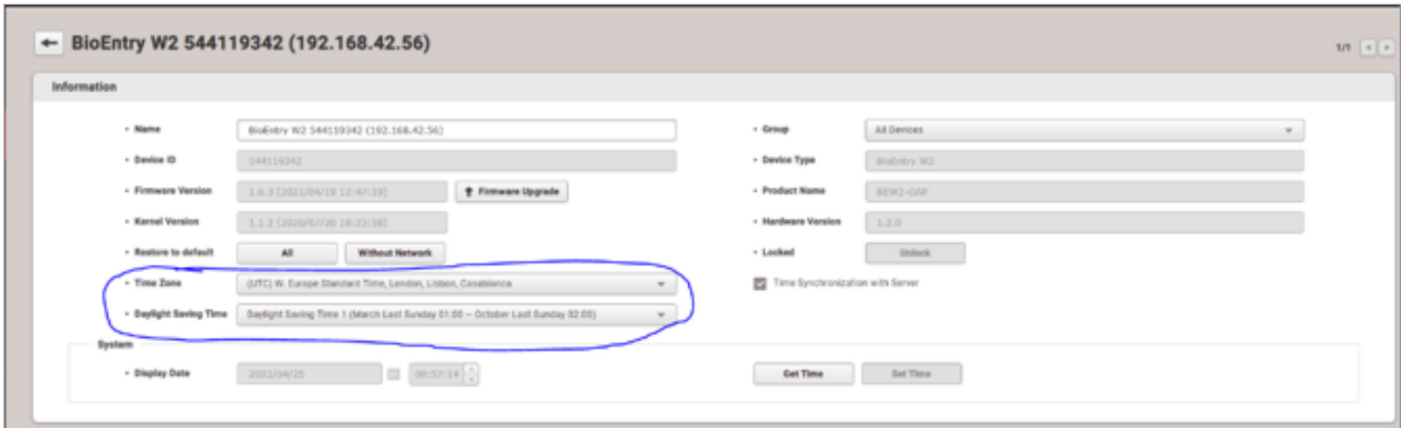 BioEntry W2 544119342 (192.168.42.56)
1/1
Information
Name BioEntry W2 544119342 (192.168.42.56) Group All Devices
Device ID 544119342 Device Type BioEntry W2
Firmware Version 1.6.3 [2021/04/19 12:47:19] Firmware Upgrade Product Name BEW2-OAP
Kernel Version 1.1.2 [2020/07/20 18:23:58] Hardware Version 1.2.0
Restore to default All Without Network Locked Unlock
Time Zone (UTC) W. Europe Standard Time, London, Lisbon, Casablanca Time Synchronization with Server
Daylight Saving Time Daylight Saving Time 1 (March Last Sunday 01:00 ~ October Last Sunday 02:00)
System
Display Date 2022/04/25 09:57:14 Get Time Set Time